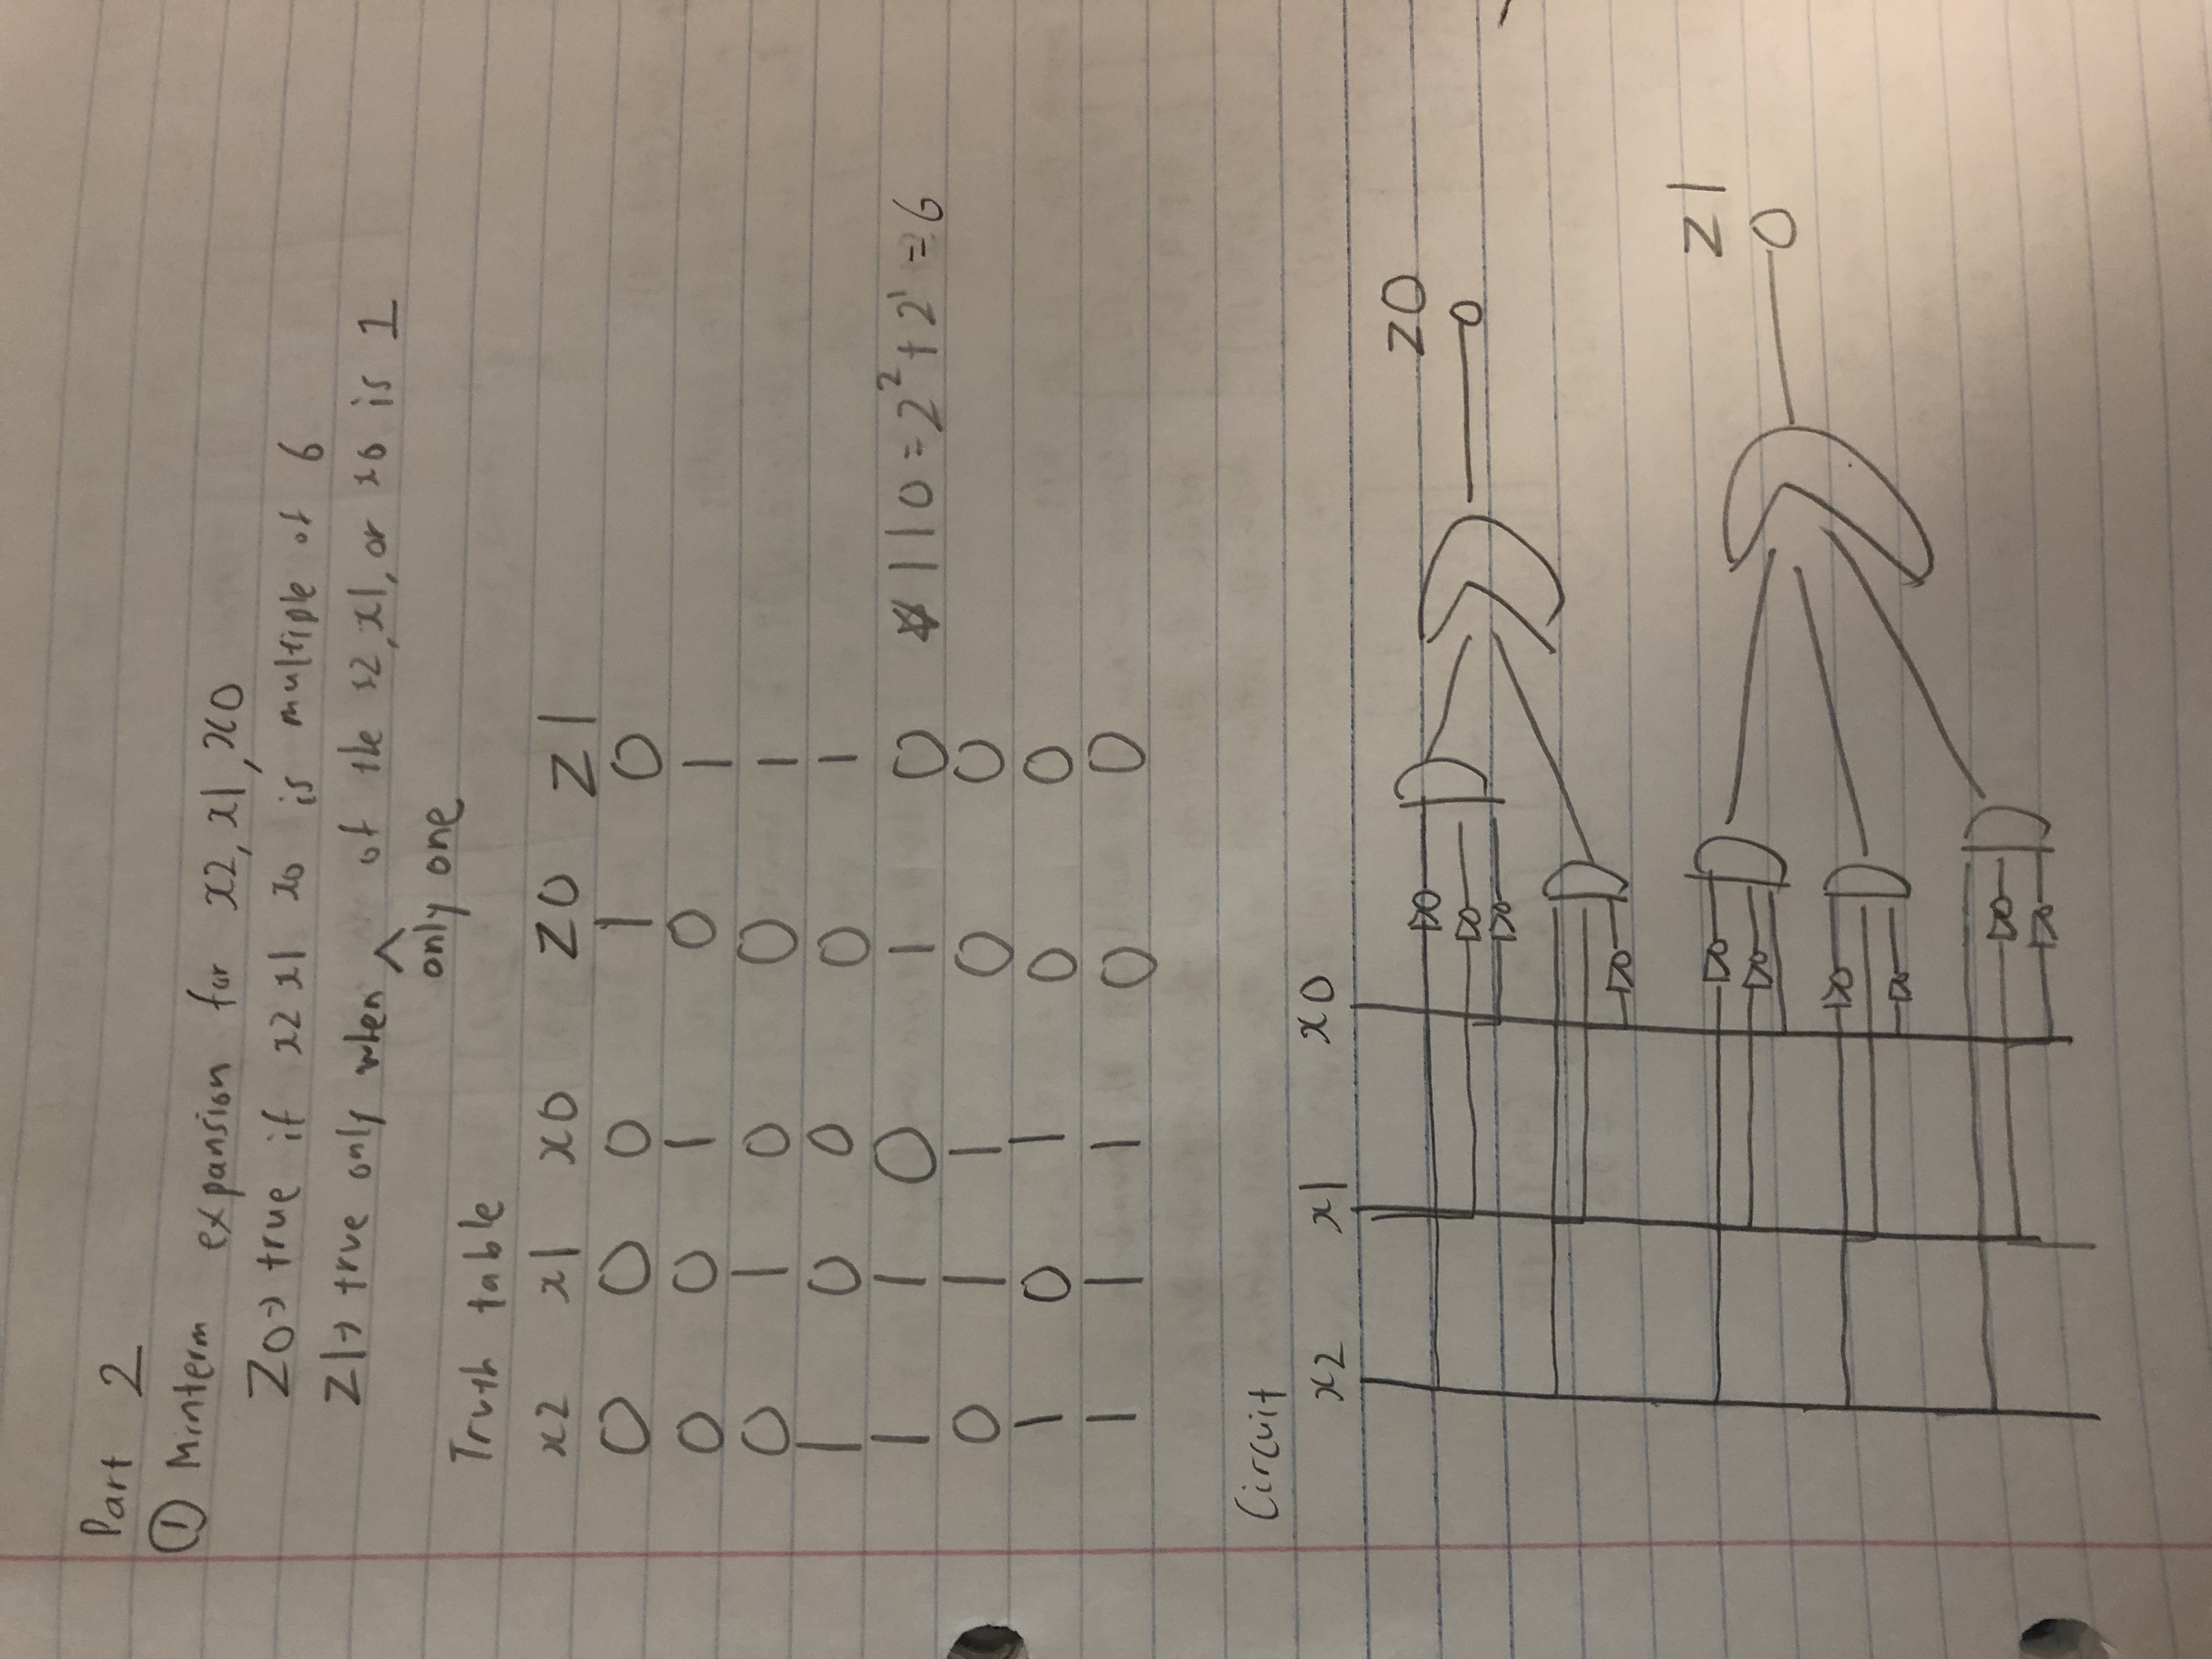 Part 2
① Minterm expansion for x2, x1, x0
Z0→ true if x2 x1 x0 is multiple of 6
Z1→ true only when ^ of the x2, x1, or x0 is 1
only one
Truth table
x2 x1 x0 Z0 Z1
0 0 0 1 0
0 0 1 0 1
0 1 0 0 1
1 0 0 0 1
1 1 0 1 0 * 110 = 2² + 2¹ = 6
0 1 1 0 0
1 0 1 0 0
1 1 1 0 0
Circuit
x2 x1 x0
Z0
Z1